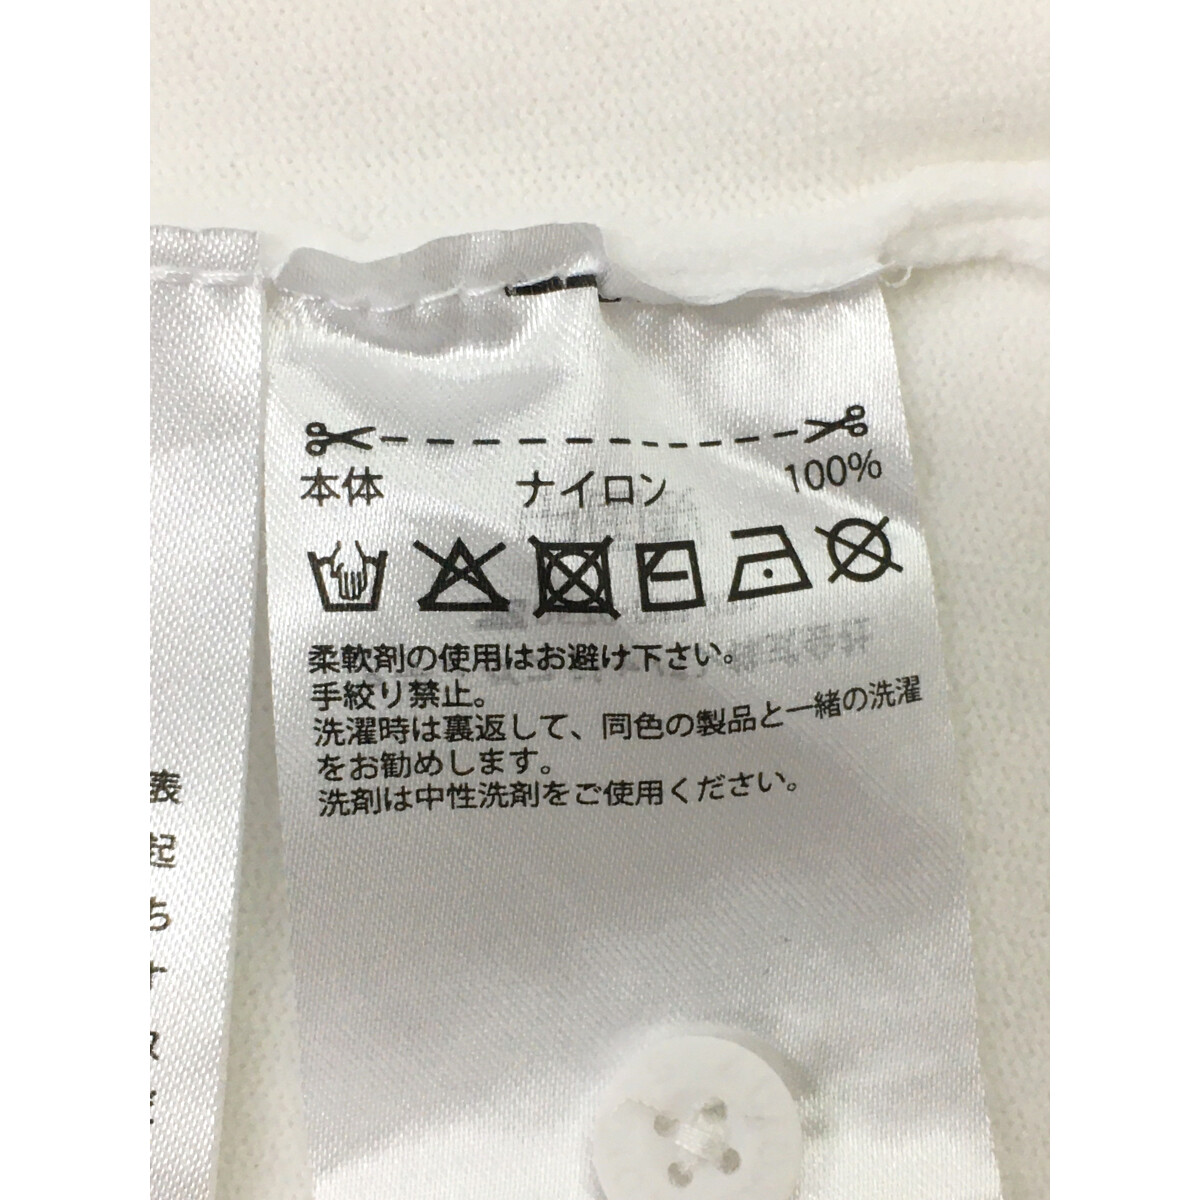 本体 ナイロン 100%
柔軟剤の使用はお避け下さい。
手絞り禁止。
洗濯時は裏返して、同色の製品と一緒の洗濯
をお勧めします。
洗剤は中性洗剤をご使用ください。
表
起
ち